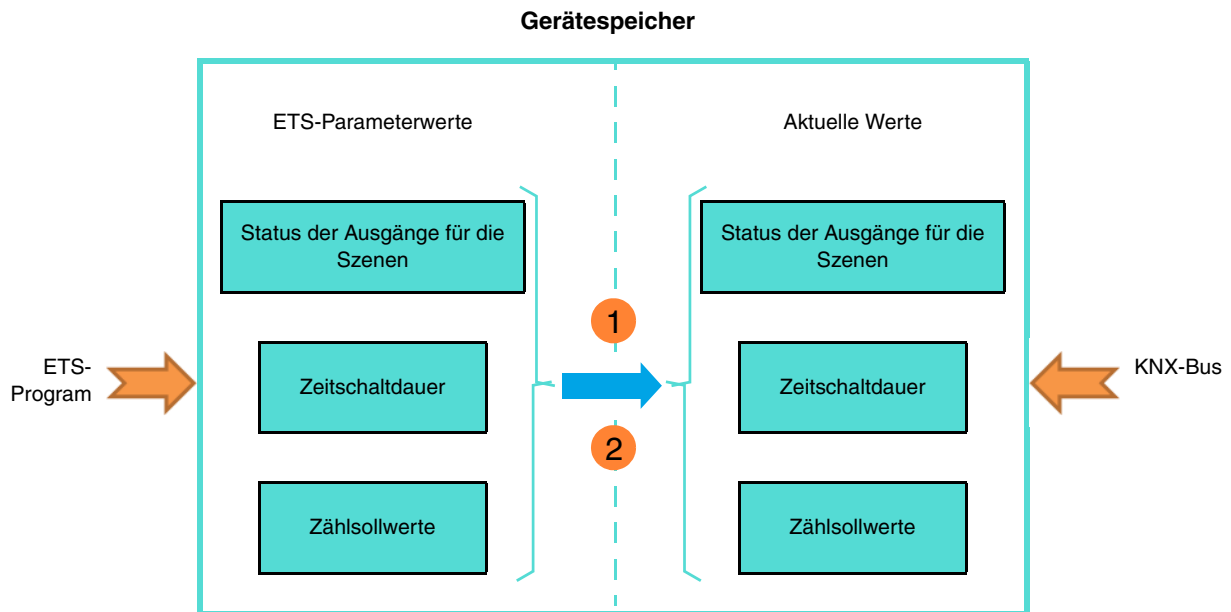 Gerätespeicher
ETS-Parameterwerte
Aktuelle Werte
Status der Ausgänge für die
Szenen
Status der Ausgänge für die
Szenen
1
ETS-
Program
Zeitschaltdauer
Zeitschaltdauer
KNX-Bus
2
Zählsollwerte
Zählsollwerte